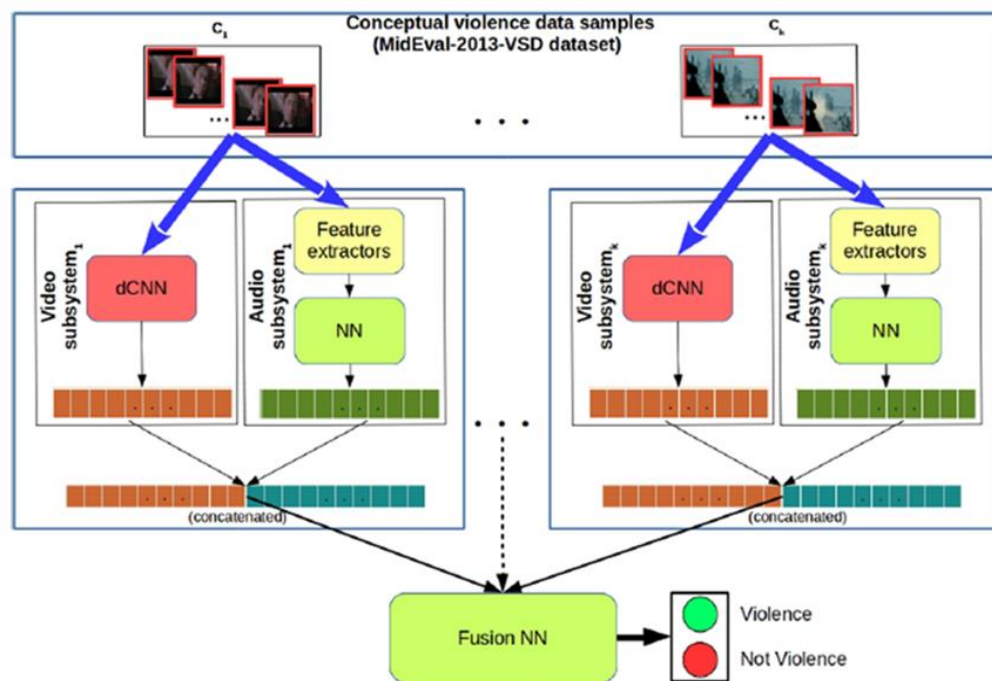 Conceptual violence data samples
(MidEval-2013-VSD dataset)
C1
Ck
...
...
. . .
Video
subsystem1
dCNN
Audio
subsystem1
Feature
extractors
NN
Video
subsystemk
dCNN
Audio
subsystemk
Feature
extractors
NN
. . .
. . .
. . .
. . .
. . .
. . .
. . .
. . .
. . .
(concatenated)
(concatenated)
Fusion NN
Violence
Not Violence